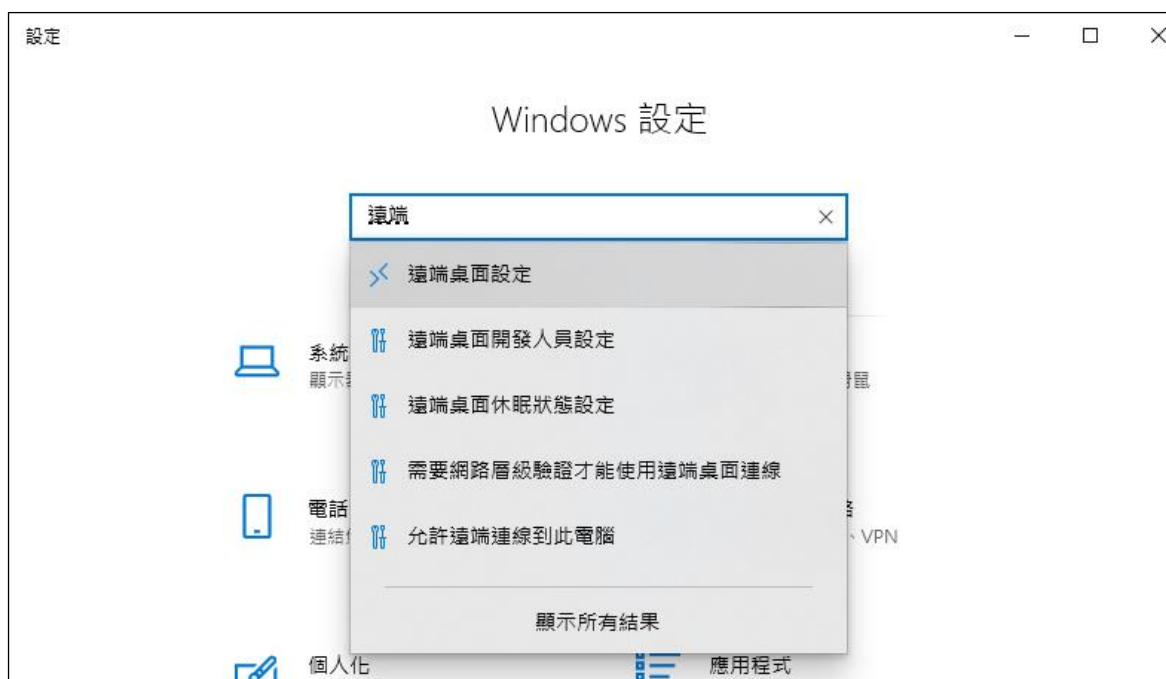 設定
Windows 設定
遠端
遠端桌面設定
遠端桌面開發人員設定
遠端桌面休眠狀態設定
需要網路層級驗證才能使用遠端桌面連線
允許遠端連線到此電腦
顯示所有結果
系統
顯示
電話
連結
、VPN
個人化
應用程式